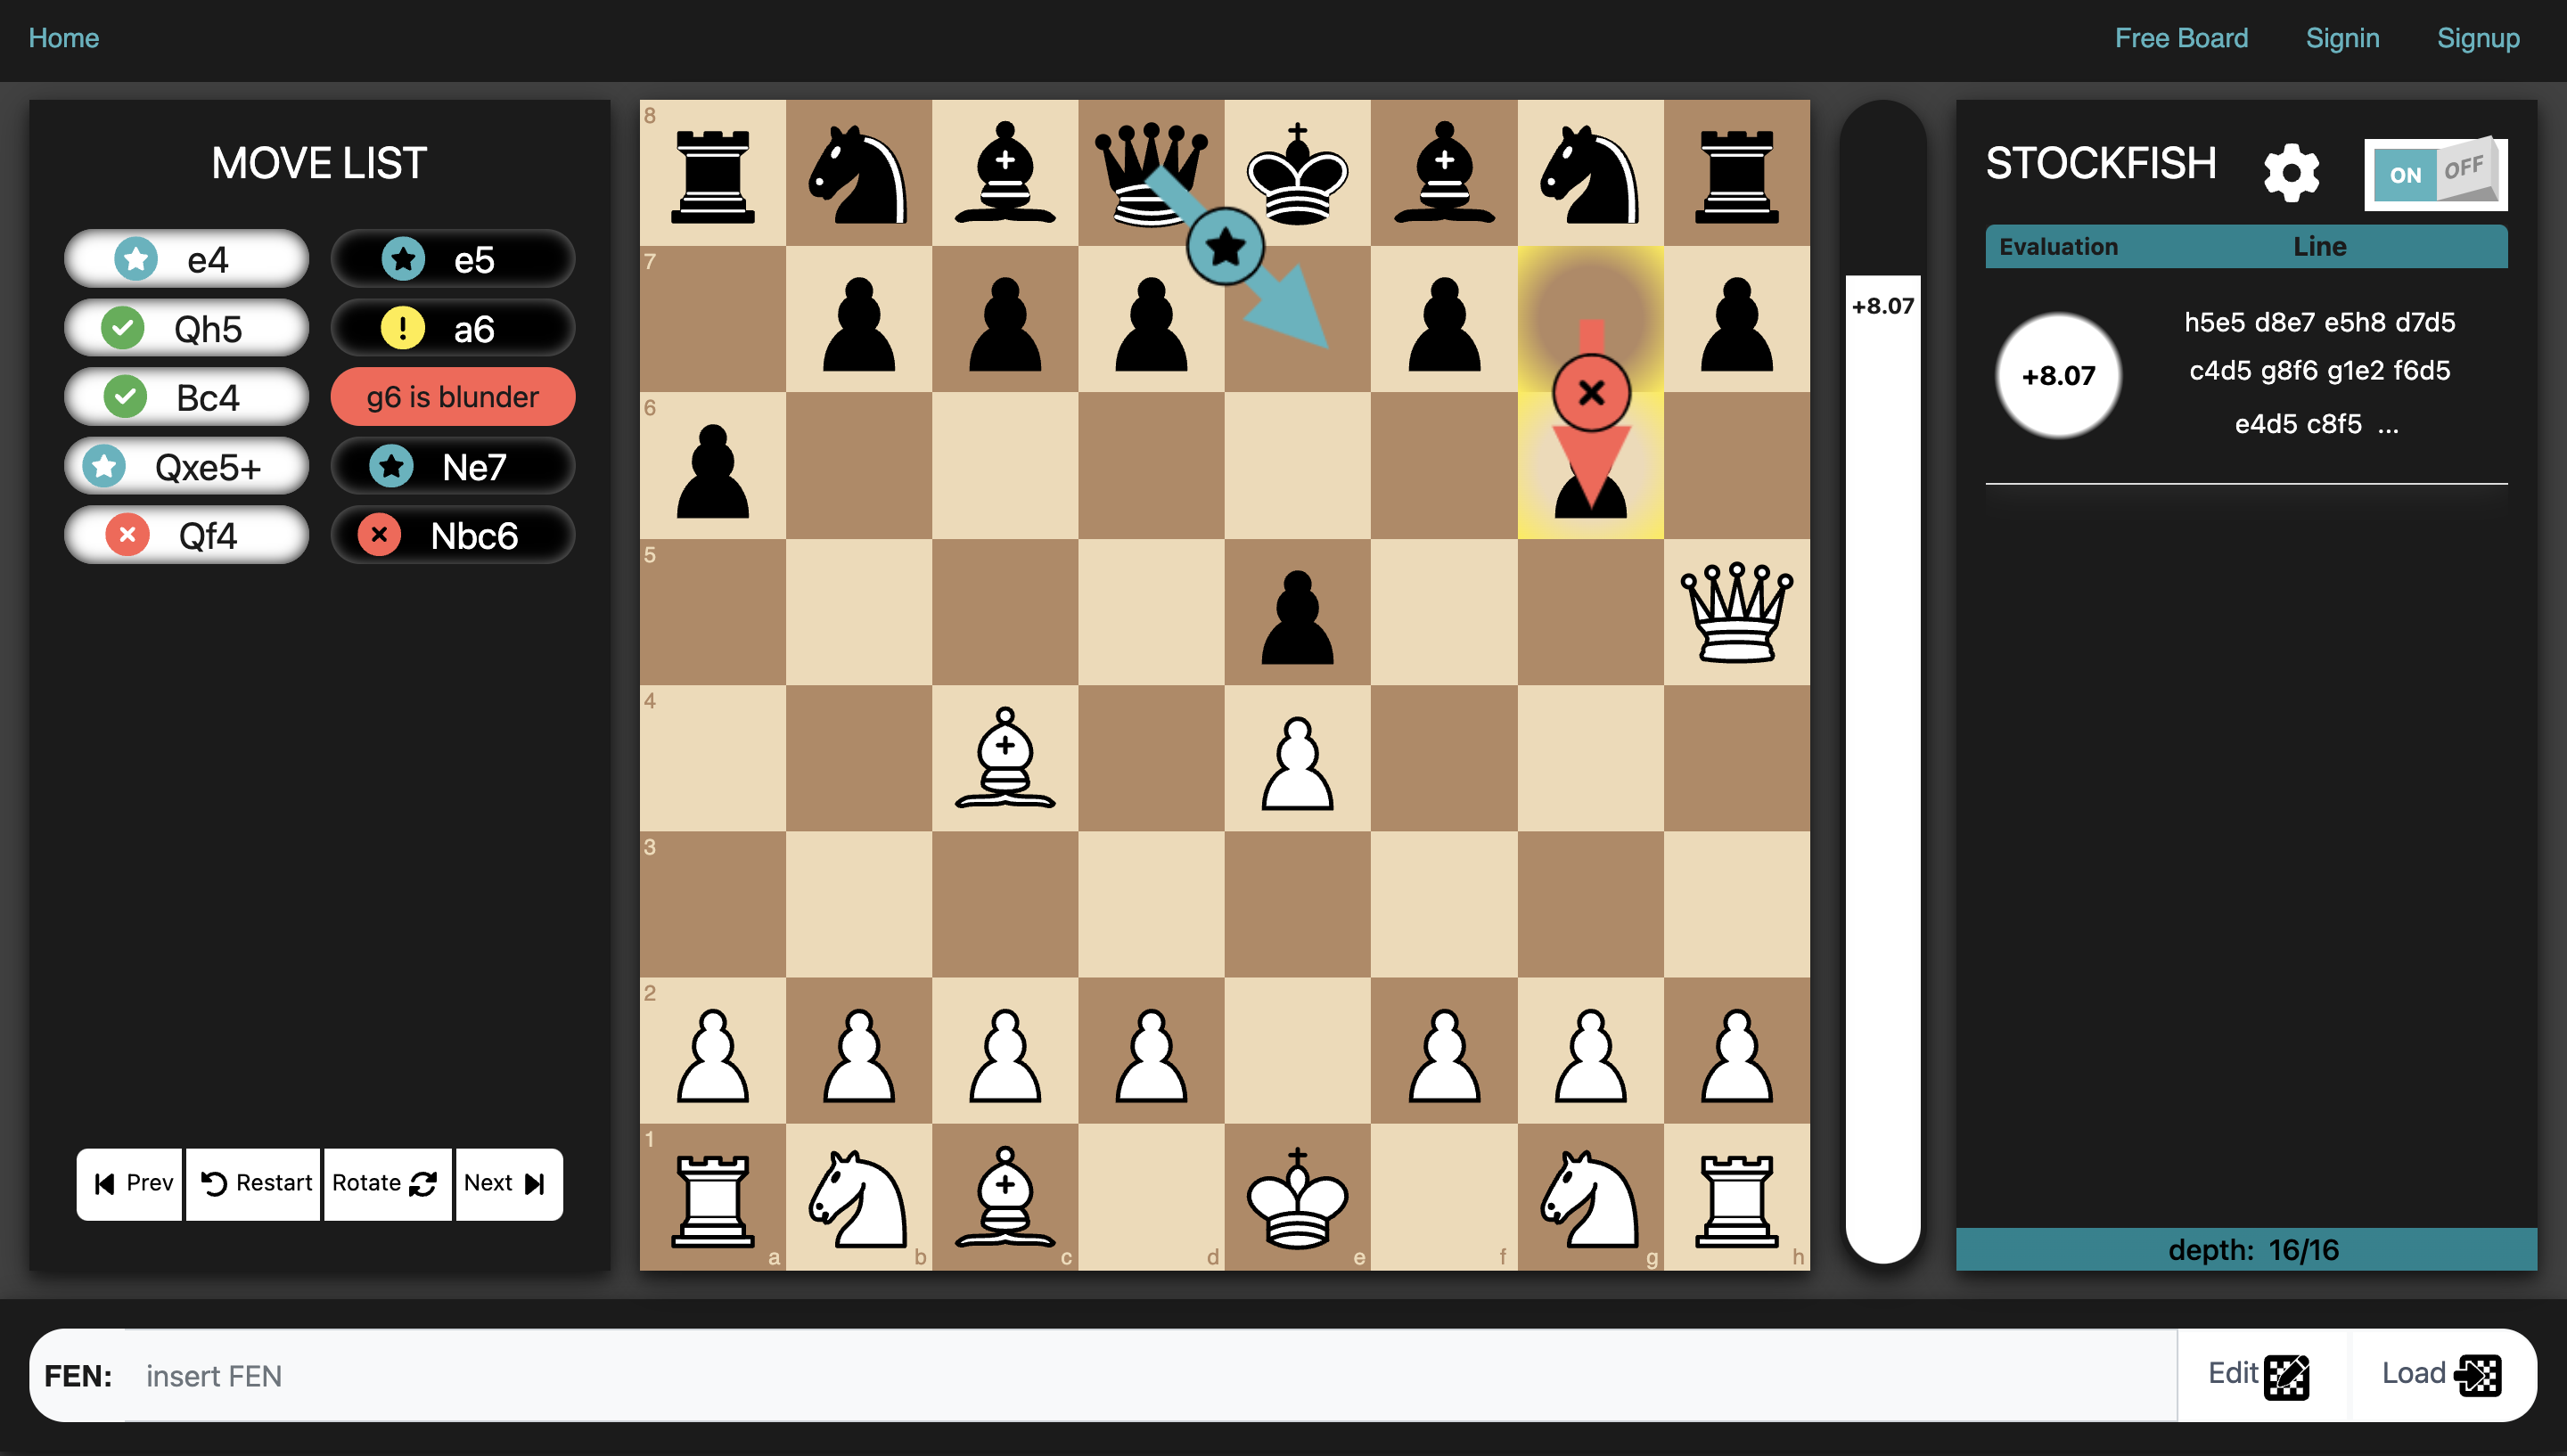 Home
Free Board Signin Signup
MOVE LIST
e4 e5
Qh5 a6
Bc4 g6 is blunder
Qxe5+ Ne7
Qf4 Nbc6
Prev Restart Rotate Next
8
7
6
5
4
3
2
1
a b c d e f g h
+8.07
STOCKFISH ON OFF
Evaluation Line
+8.07
h5e5 d8e7 e5h8 d7d5
c4d5 g8f6 g1e2 f6d5
e4d5 c8f5 ...
depth: 16/16
FEN: insert FEN Edit Load